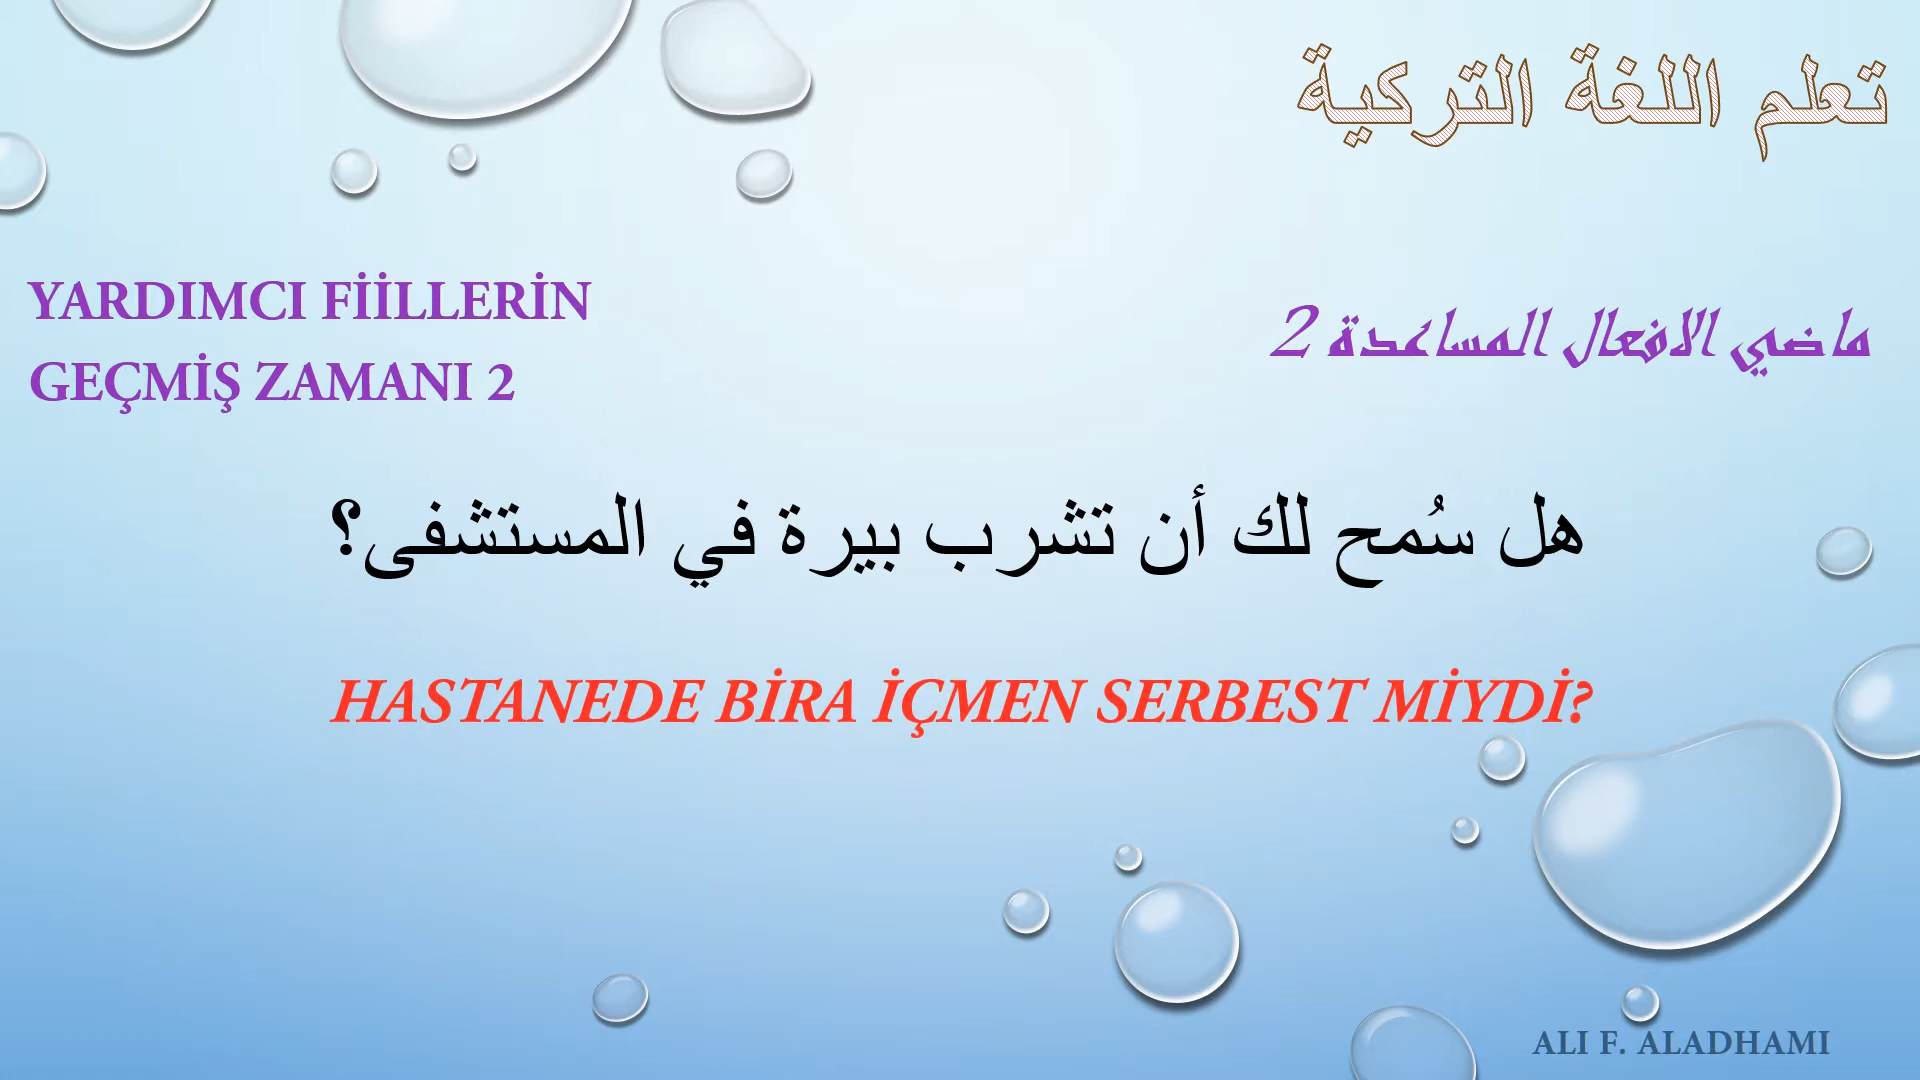 تعلم اللغة التركية
YARDIMCI FİİLLERİN
GEÇMİŞ ZAMANI 2
ماضي الافعال المساعدة 2
هل سُمح لك أن تشرب بيرة في المستشفى؟
HASTANEDE BİRA İÇMEN SERBEST MİYDİ?
ALI F. ALADHAMI